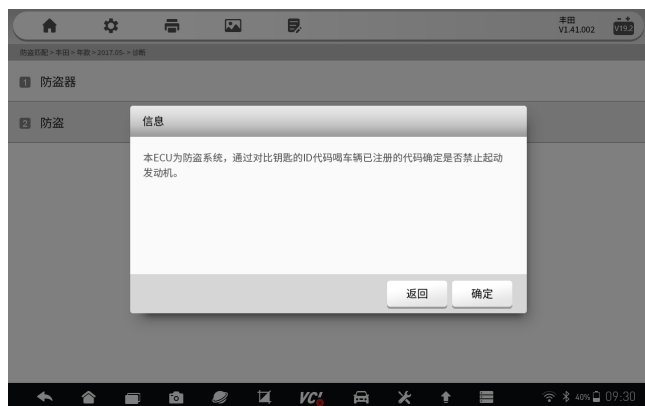 丰田
V1.41.002
V19.2
防盗匹配 > 丰田 > 年款 > 2017.05- > 诊断
1 防盗器
2 防盗
信息
本ECU为防盗系统，通过对比钥匙的ID代码喝车辆已注册的代码确定是否禁止起动
发动机。
返回 确定
VCI 40% 09:30